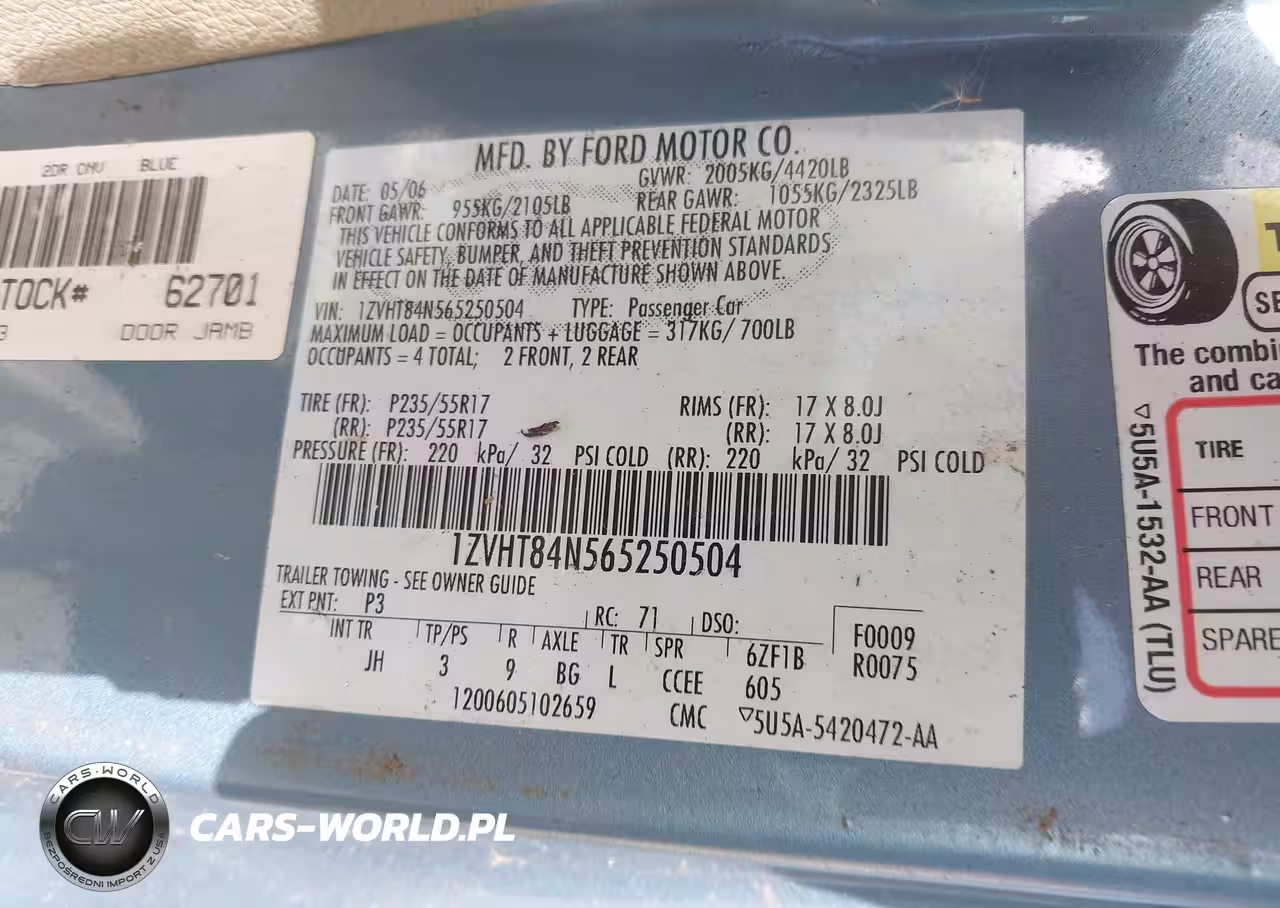 2DR CNV BLUE
TOCK# 62701
DOOR JAMB
MFD. BY FORD MOTOR CO.
DATE: 05/06 GVWR: 2005KG/4420LB
FRONT GAWR: 955KG/2105LB REAR GAWR: 1055KG/2325LB
THIS VEHICLE CONFORMS TO ALL APPLICABLE FEDERAL MOTOR
VEHICLE SAFETY, BUMPER, AND THEFT PREVENTION STANDARDS
IN EFFECT ON THE DATE OF MANUFACTURE SHOWN ABOVE.
VIN: 1ZVHT84N565250504 TYPE: Passenger Car
MAXIMUM LOAD = OCCUPANTS + LUGGAGE = 317KG/ 700LB
OCCUPANTS = 4 TOTAL; 2 FRONT, 2 REAR
TIRE (FR): P235/55R17 RIMS (FR): 17 X 8.0J
(RR): P235/55R17 (RR): 17 X 8.0J
PRESSURE (FR): 220 kPa/ 32 PSI COLD (RR): 220 kPa/ 32 PSI COLD
1ZVHT84N565250504
TRAILER TOWING - SEE OWNER GUIDE
EXT PNT: P3 RC: 71 DSO:
INT TR TP/PS R AXLE TR SPR 6ZF1B F0009
JH 3 9 BG L CCEE 605 R0075
1200605102659 CMC ▽5U5A-5420472-AA
The combi
and ca
TIRE
FRONT
REAR
SPARE
▽5U5A-1532-AA (TLU)
CARS-WORLD
CW
BEZPOŚREDNI IMPORT Z USA
CARS-WORLD.PL